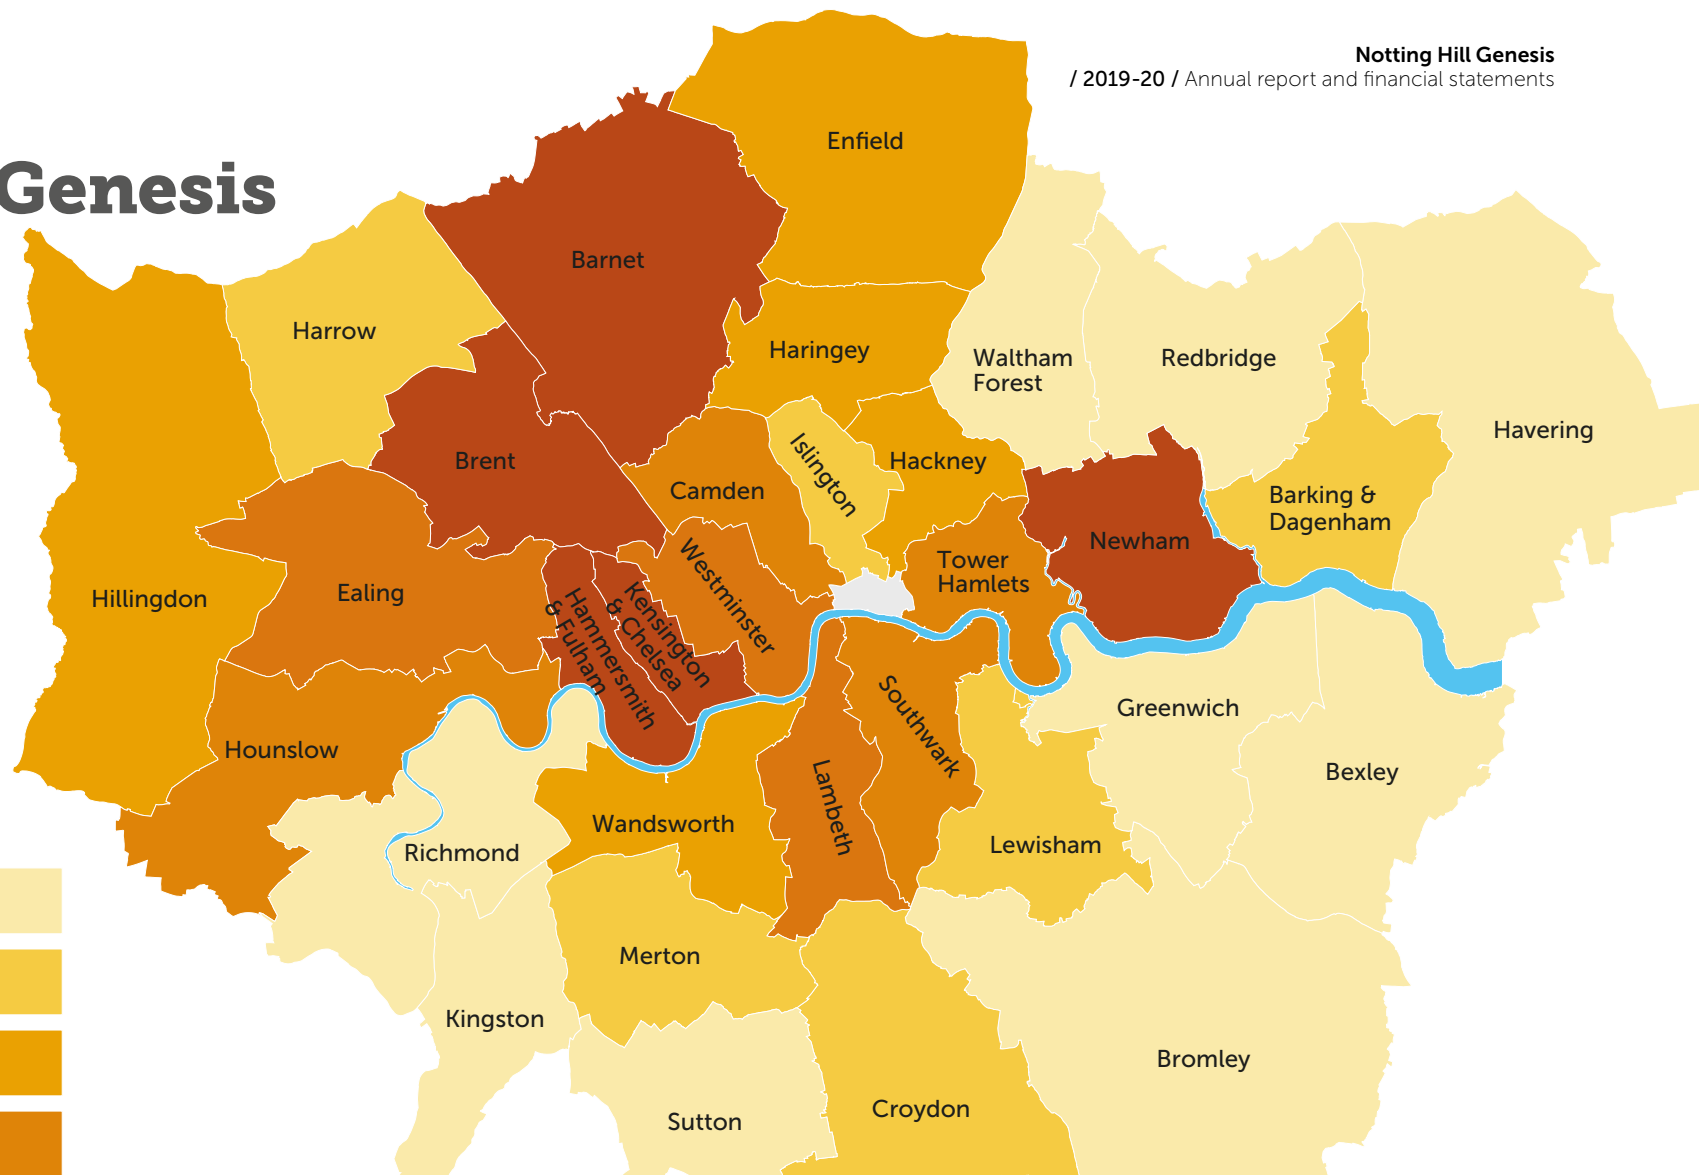 Notting Hill Genesis
/ 2019-20 / Annual report and financial statements
Genesis
Enfield
Barnet
Harrow
Haringey
Waltham
Forest
Redbridge
Havering
Brent
Camden
Islington
Hackney
Barking &
Dagenham
Newham
Tower
Hamlets
Westminster
Kensington
& Chelsea
Hammersmith
& Fulham
Ealing
Hillingdon
Hounslow
Southwark
Lambeth
Greenwich
Bexley
Wandsworth
Richmond
Lewisham
Merton
Kingston
Bromley
Croydon
Sutton